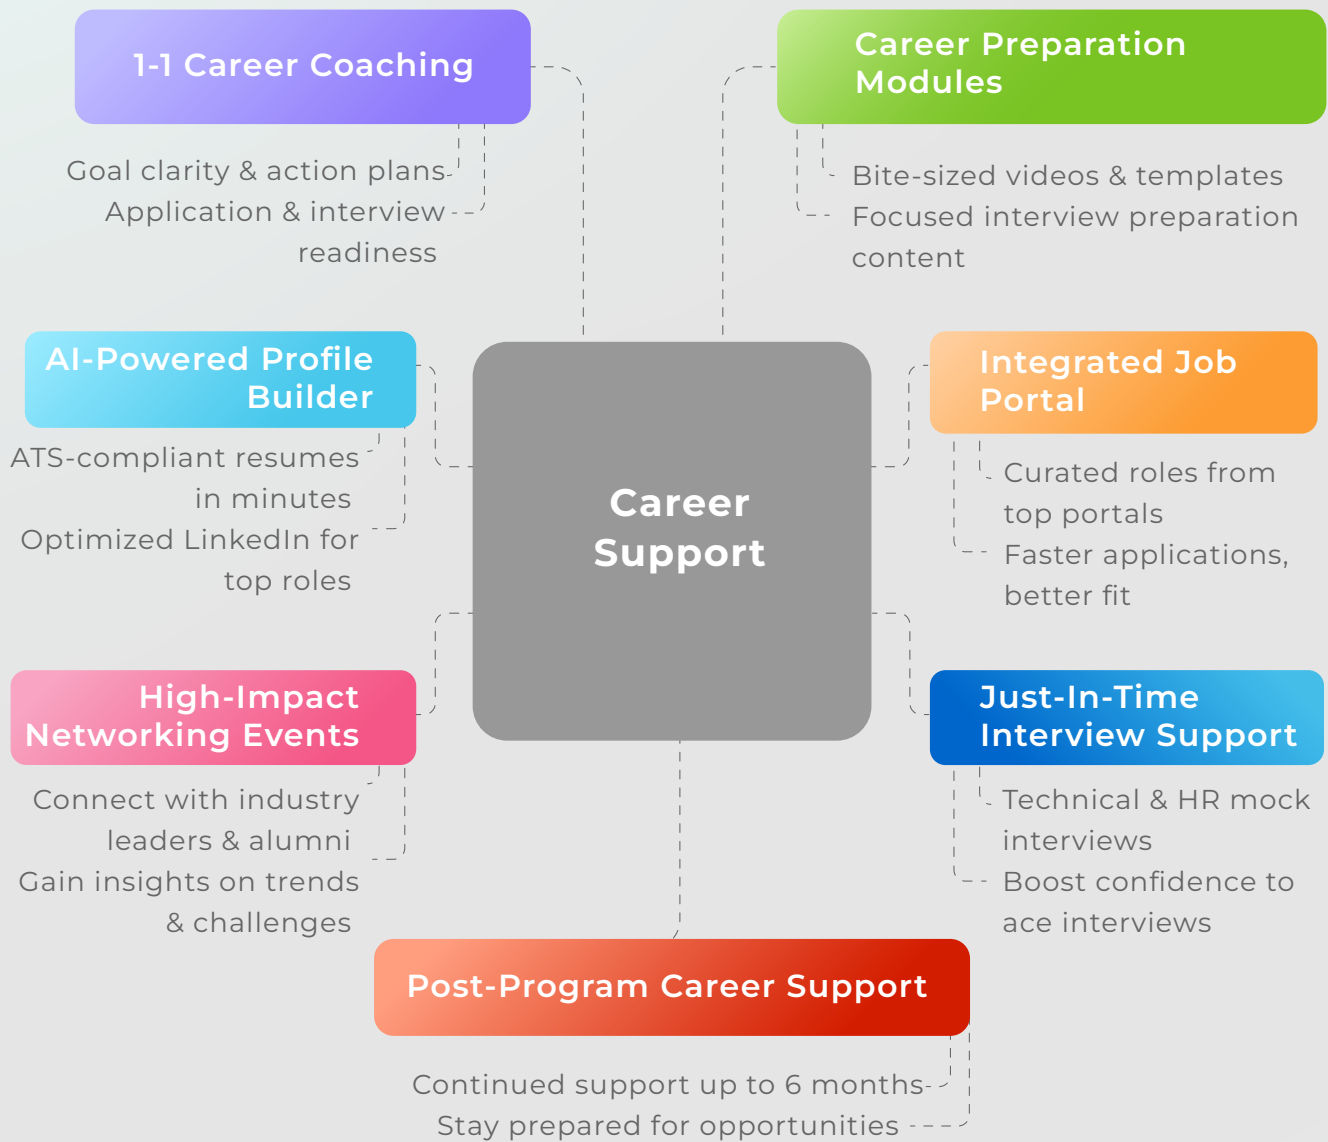 1-1 Career Coaching
Goal clarity & action plans
Application & interview
readiness
Career Preparation
Modules
Bite-sized videos & templates
Focused interview preparation
content
AI-Powered Profile
Builder
ATS-compliant resumes
in minutes
Optimized LinkedIn for
top roles
Career
Support
Integrated Job
Portal
Curated roles from
top portals
Faster applications,
better fit
High-Impact
Networking Events
Connect with industry
leaders & alumni
Gain insights on trends
& challenges
Just-In-Time
Interview Support
Technical & HR mock
interviews
Boost confidence to
ace interviews
Post-Program Career Support
Continued support up to 6 months
Stay prepared for opportunities